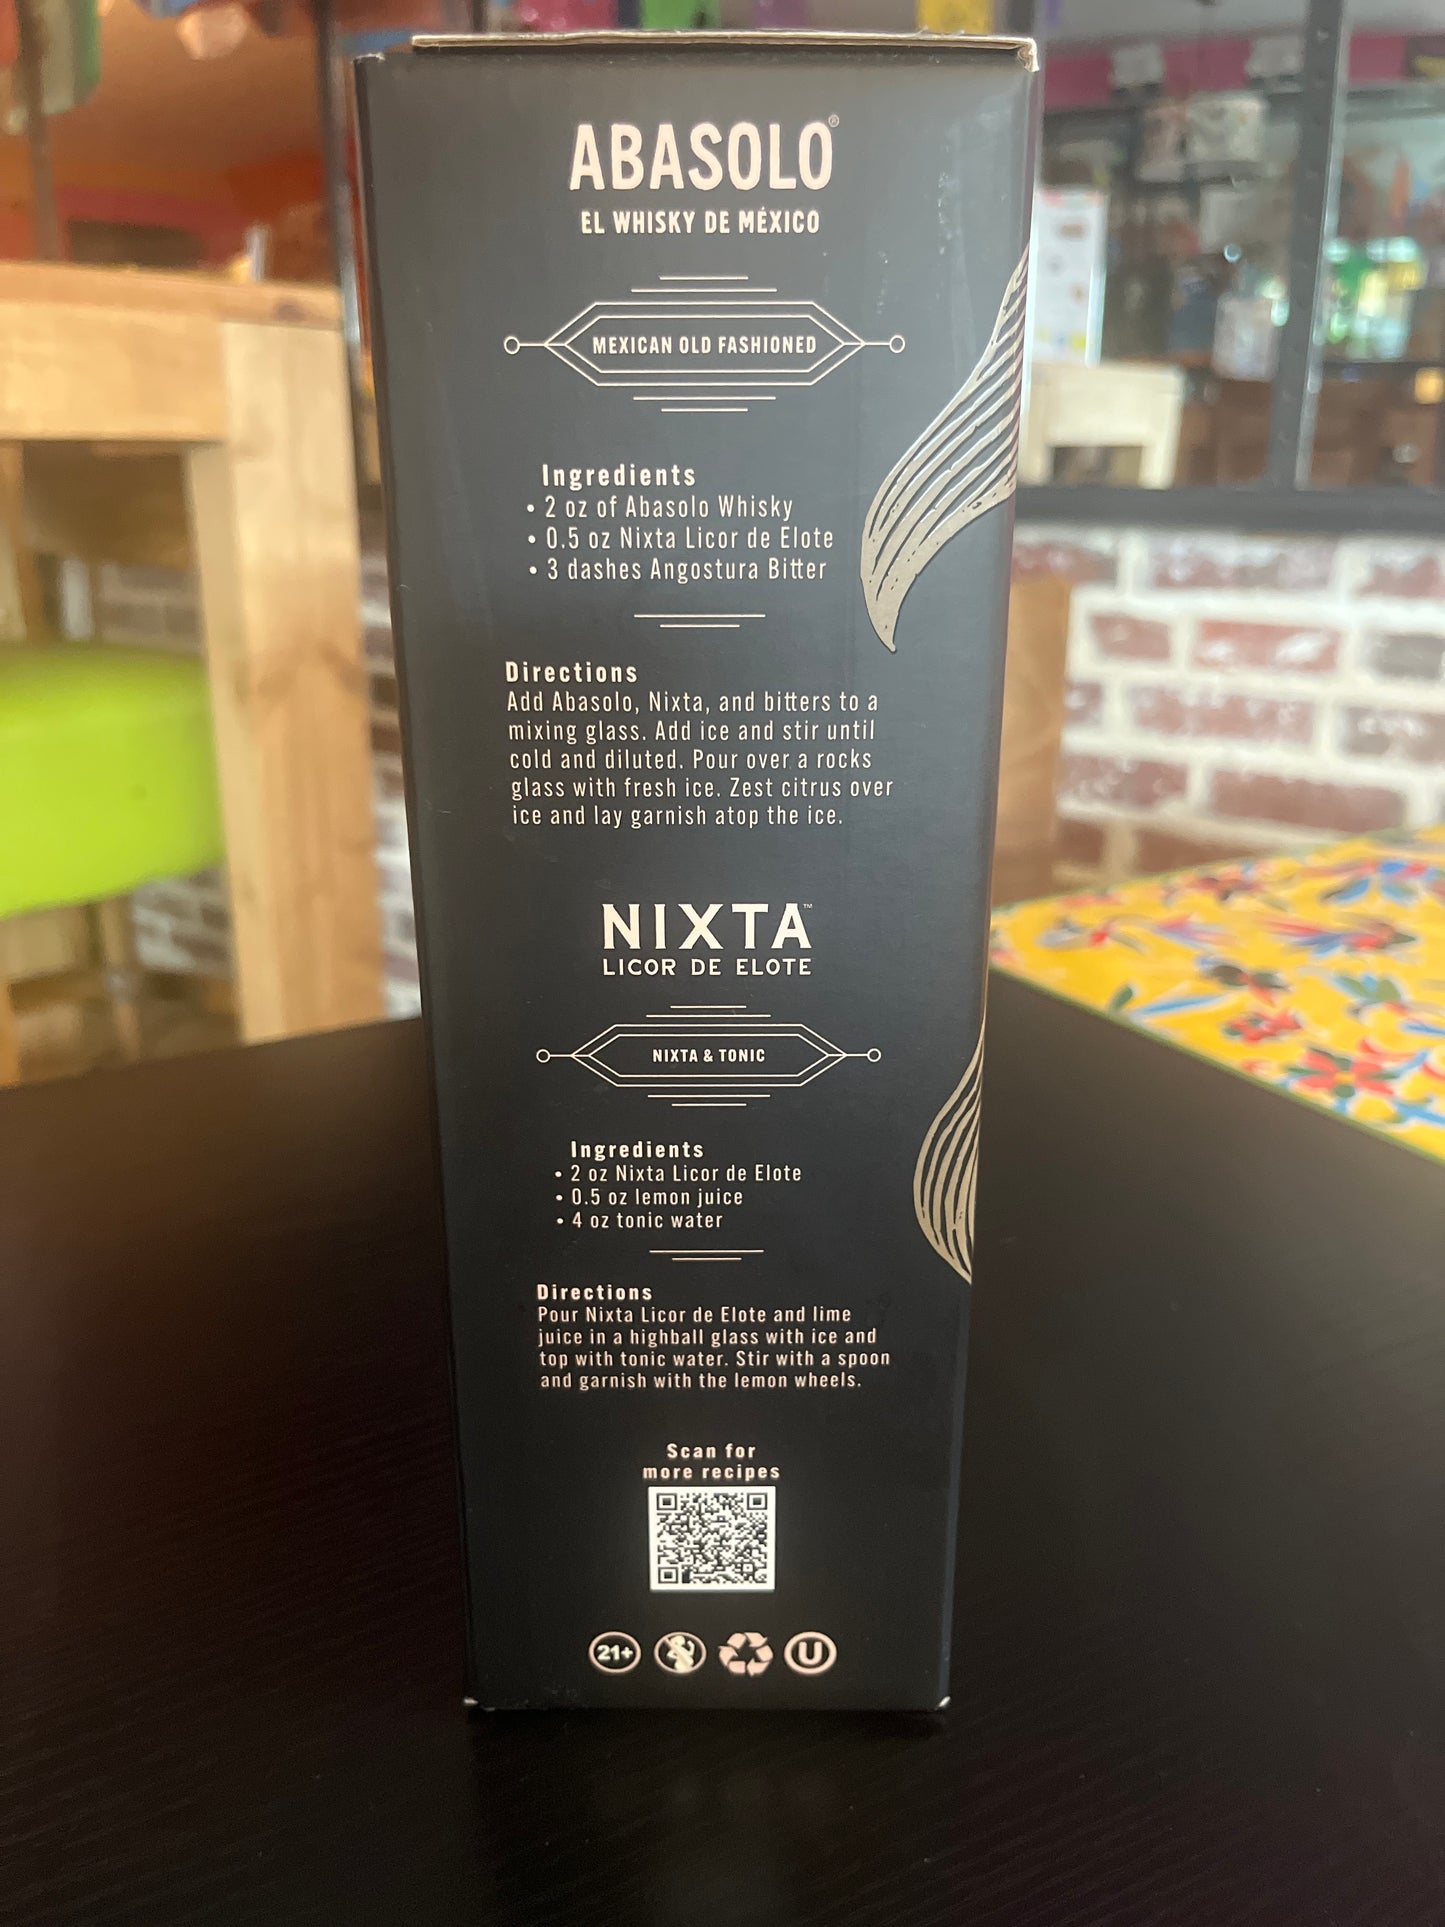 ABASOLO®
EL WHISKY DE MÉXICO
MEXICAN OLD FASHIONED
Ingredients
• 2 oz of Abasolo Whisky
• 0.5 oz Nixta Licor de Elote
• 3 dashes Angostura Bitter
Directions
Add Abasolo, Nixta, and bitters to a
mixing glass. Add ice and stir until
cold and diluted. Pour over a rocks
glass with fresh ice. Zest citrus over
ice and lay garnish atop the ice.
NIXTA™
LICOR DE ELOTE
NIXTA & TONIC
Ingredients
• 2 oz Nixta Licor de Elote
• 0.5 oz lemon juice
• 4 oz tonic water
Directions
Pour Nixta Licor de Elote and lime
juice in a highball glass with ice and
top with tonic water. Stir with a spoon
and garnish with the lemon wheels.
Scan for
more recipes
21+ U